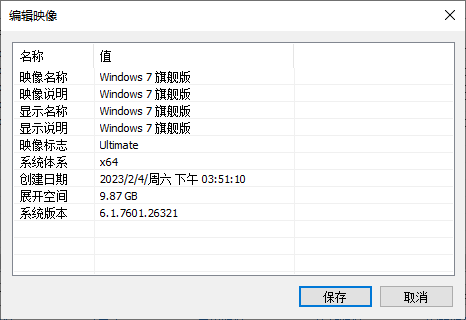 编辑映像
名称 值
映像名称 Windows 7 旗舰版
映像说明 Windows 7 旗舰版
显示名称 Windows 7 旗舰版
显示说明 Windows 7 旗舰版
映像标志 Ultimate
系统体系 x64
创建日期 2023/2/4/周六 下午 03:51:10
展开空间 9.87 GB
系统版本 6.1.7601.26321
保存 取消